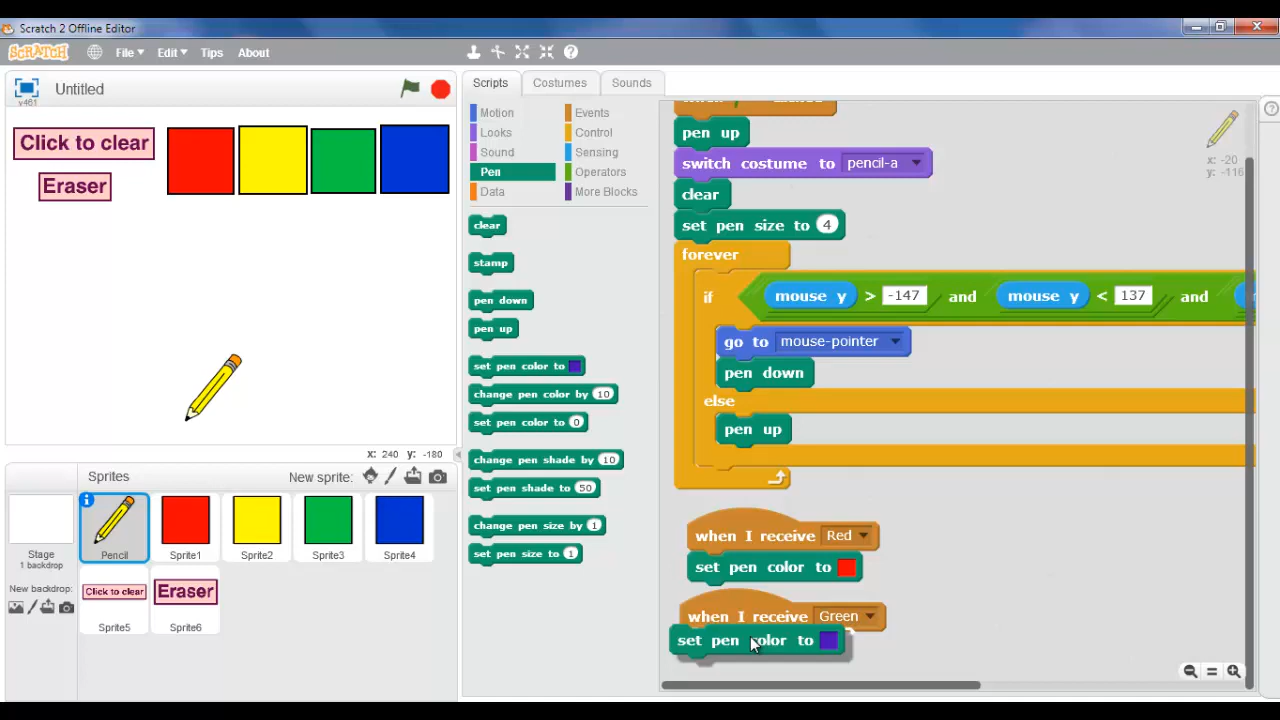 Scratch 2 Offline Editor
SCRATCH File Edit Tips About
v461
Untitled
Click to clear
Eraser
x: 240 y: -180
Sprites New sprite:
Stage
1 backdrop
New backdrop:
Pencil
Sprite1
Sprite2
Sprite3
Sprite4
Click to clear
Sprite5
Eraser
Sprite6
Scripts Costumes Sounds
Motion Events
Looks Control
Sound Sensing
Pen Operators
Data More Blocks
clear
stamp
pen down
pen up
set pen color to
change pen color by 10
set pen color to 0
change pen shade by 10
set pen shade to 50
change pen size by 1
set pen size to 1
pen up
switch costume to pencil-a
clear
set pen size to 4
forever
if mouse y > -147 and mouse y < 137 and
go to mouse-pointer
pen down
else
pen up
when I receive Red
set pen color to
when I receive Green
set pen color to
x: -20
y: -116